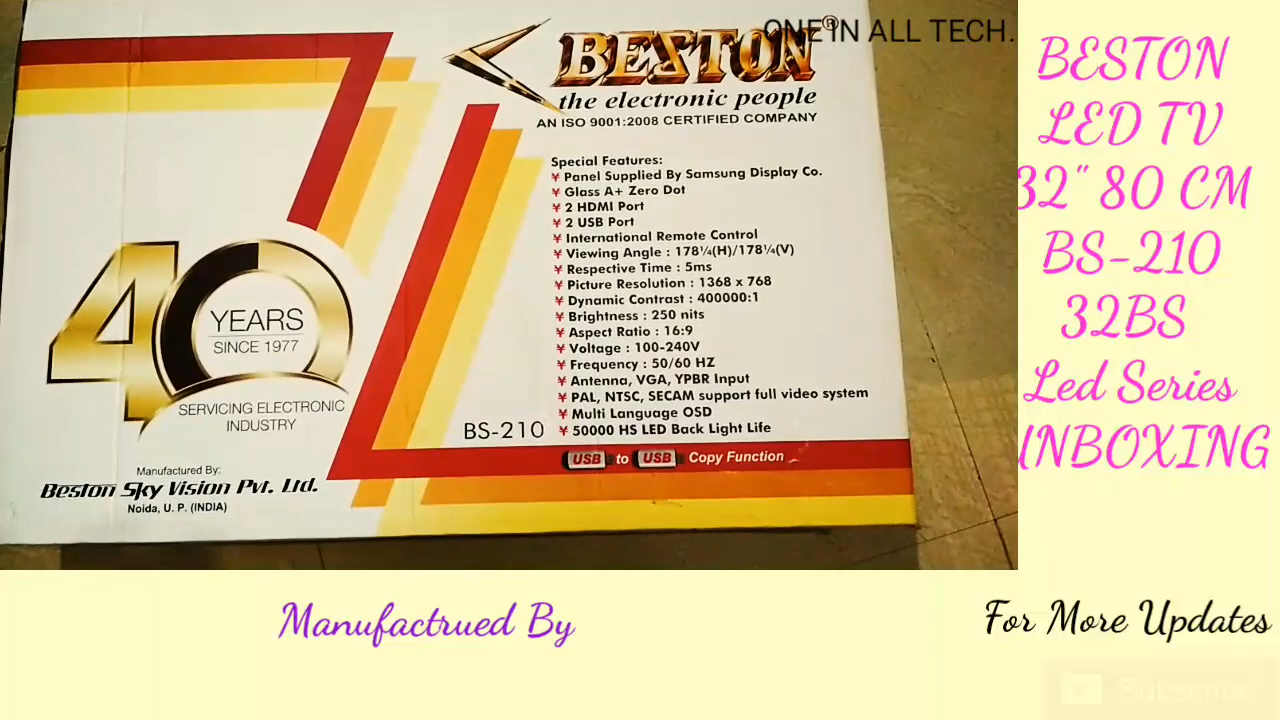 ONE IN ALL TECH.
BESTON®
the electronic people
AN ISO 9001:2008 CERTIFIED COMPANY
Special Features:
¥ Panel Supplied By Samsung Display Co.
¥ Glass A+ Zero Dot
¥ 2 HDMI Port
¥ 2 USB Port
¥ International Remote Control
¥ Viewing Angle : 178¼(H)/178¼(V)
¥ Respective Time : 5ms
¥ Picture Resolution : 1368 x 768
¥ Dynamic Contrast : 400000:1
¥ Brightness : 250 nits
¥ Aspect Ratio : 16:9
¥ Voltage : 100-240V
¥ Frequency : 50/60 HZ
¥ Antenna, VGA, YPBR Input
¥ PAL, NTSC, SECAM support full video system
¥ Multi Language OSD
¥ 50000 HS LED Back Light Life
BS-210
USB to USB Copy Function
40
YEARS
SINCE 1977
SERVICING ELECTRONIC
INDUSTRY
Manufactured By:
Beston Sky Vision Pvt. Ltd.
Noida, U. P. (INDIA)
BESTON
LED TV
32" 80 CM
BS-210
32BS
Led Series
INBOXING
Manufactrued By
For More Updates
Subscribe